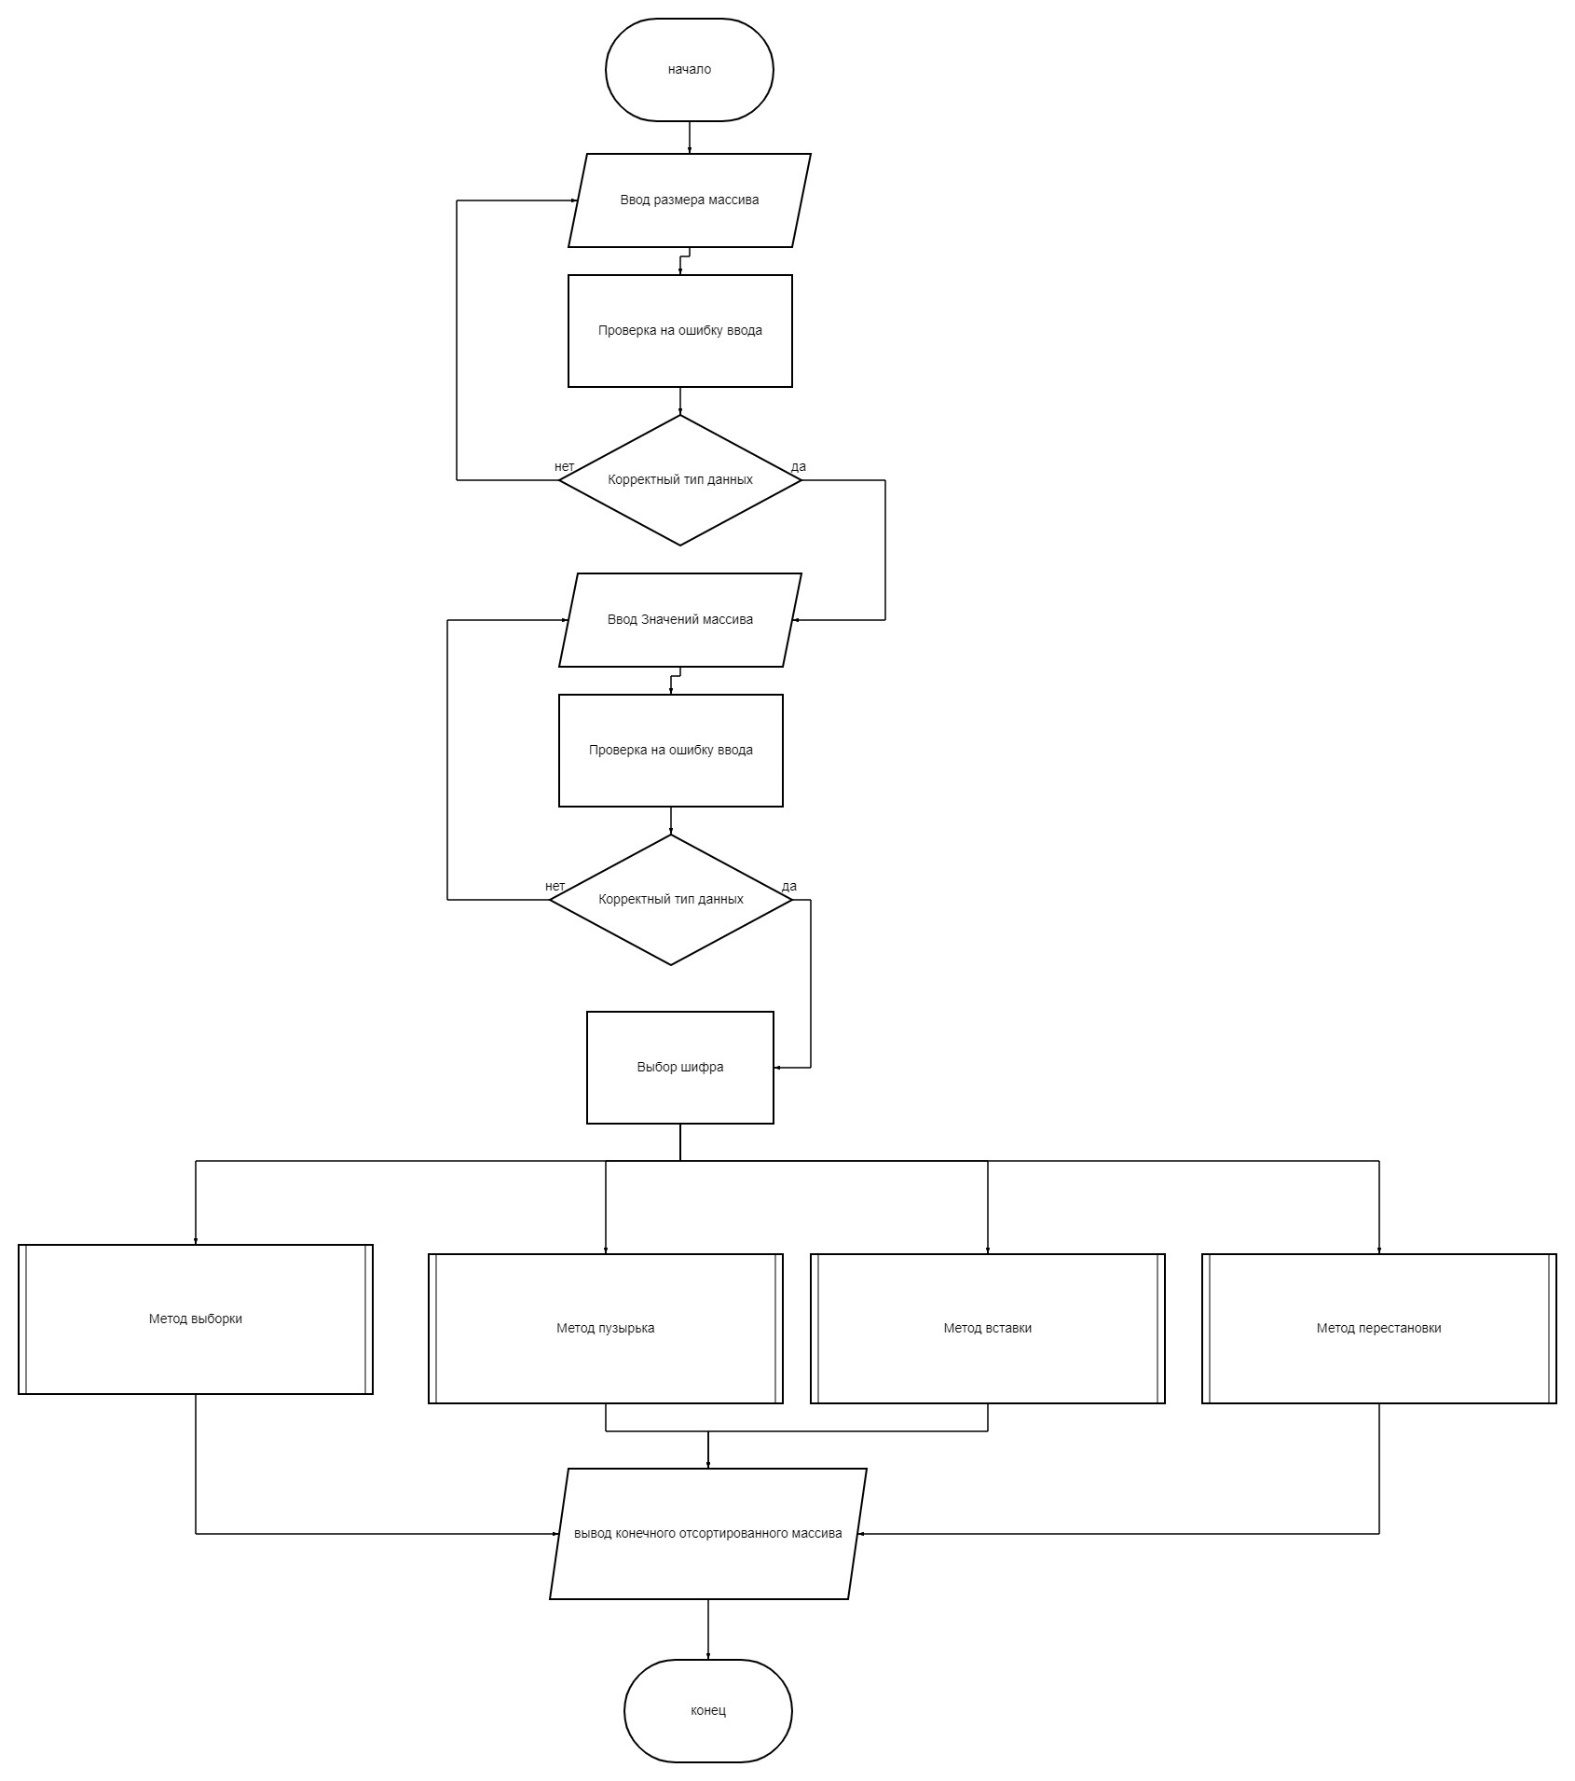 начало
Ввод размера массива
Проверка на ошибку ввода
нет
да
Корректный тип данных
Ввод Значений массива
Проверка на ошибку ввода
нет
да
Корректный тип данных
Выбор шифра
Метод выборки
Метод пузырька
Метод вставки
Метод перестановки
вывод конечного отсортированного массива
конец